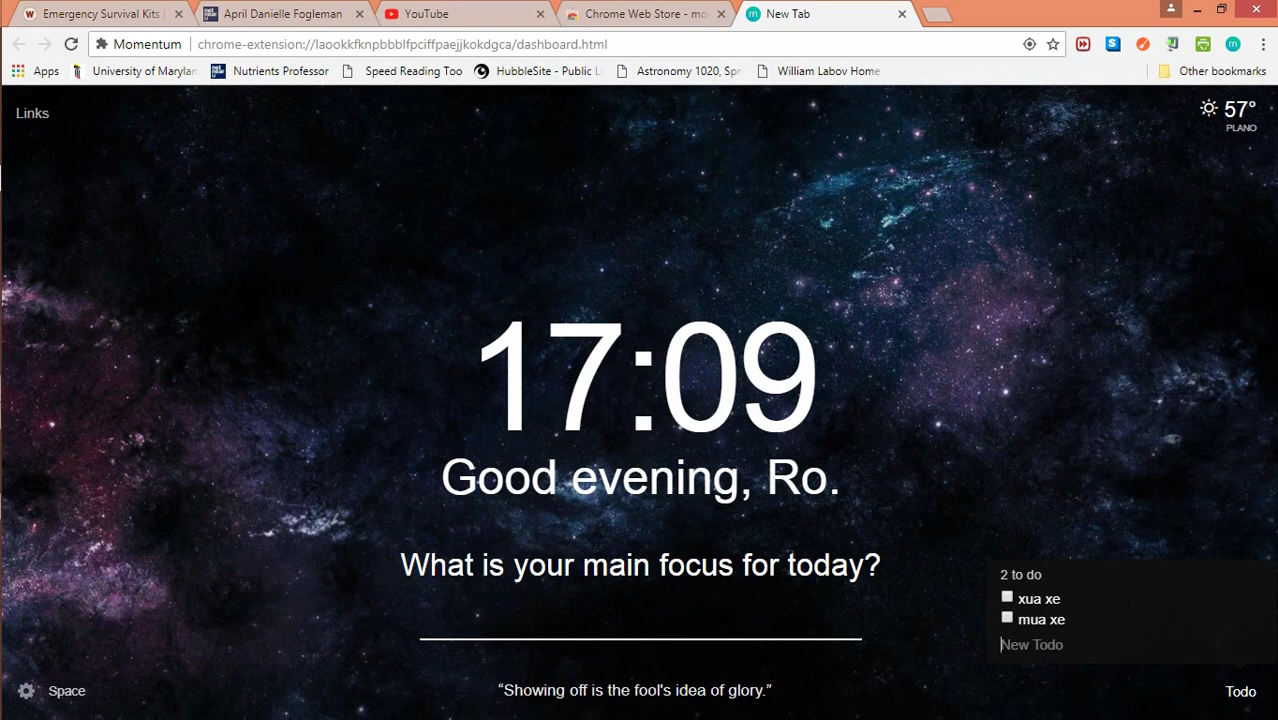 Emergency Survival Kits
April Danielle Fogleman
YouTube
Chrome Web Store - mo
New Tab
Momentum
chrome-extension://laookkfknpbbblfpciffpaejjkokdgca/dashboard.html
Apps
University of Marylan
Nutrients Professor
Speed Reading Too
HubbleSite - Public L
Astronomy 1020, Spr
William Labov Home
Other bookmarks
Links
57°
PLANO
17:09
Good evening, Ro.
What is your main focus for today?
2 to do
xua xe
mua xe
New Todo
Space
“Showing off is the fool's idea of glory.”
Todo